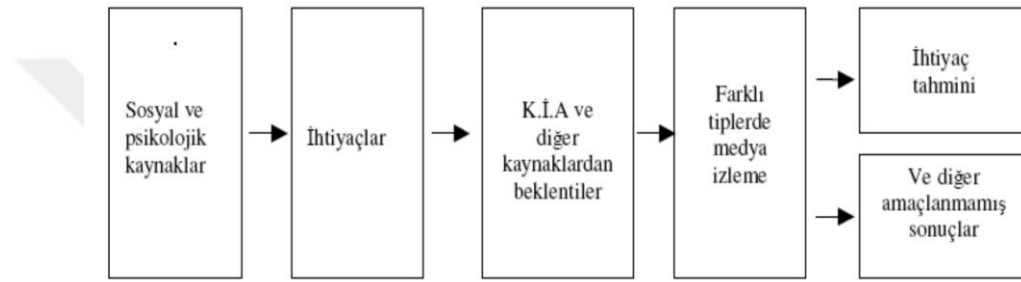 Sosyal ve
psikolojik
kaynaklar
İhtiyaçlar
K.İ.A ve
diğer
kaynaklardan
beklentiler
Farklı
tiplerde
medya
izleme
İhtiyaç
tahmini
Ve diğer
amaçlanmamış
sonuçlar